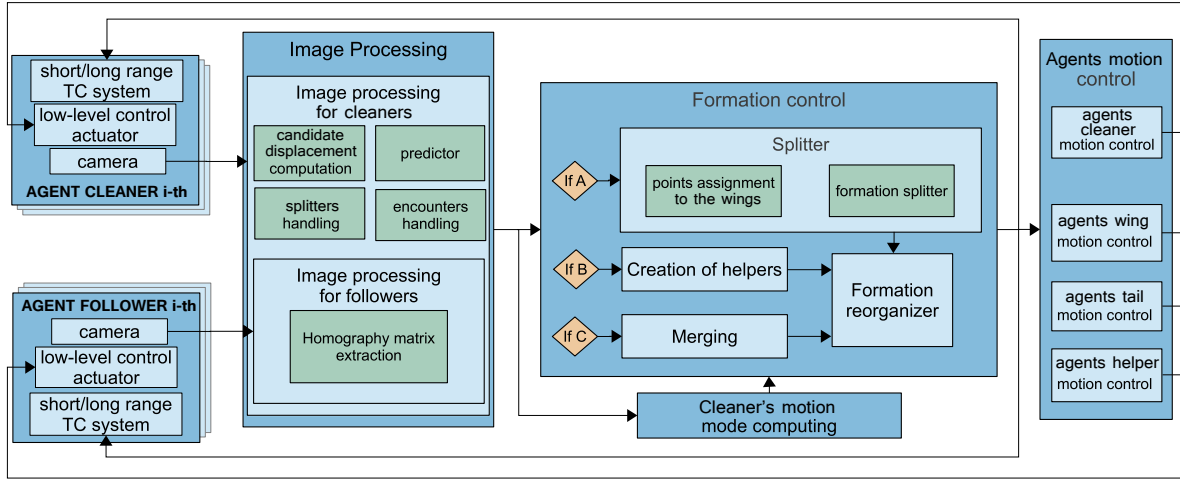 short/long range
TC system
low-level control
actuator
camera
AGENT CLEANER i-th
AGENT FOLLOWER i-th
camera
low-level control
actuator
short/long range
TC system
Image Processing
Image processing
for cleaners
candidate
displacement
computation
predictor
splitters
handling
encounters
handling
Image processing
for followers
Homography matrix
extraction
Formation control
Splitter
If A
points assignment
to the wings
formation splitter
If B
Creation of helpers
Formation
reorganizer
If C
Merging
Cleaner's motion
mode computing
Agents motion
control
agents
cleaner
motion control
agents wing
motion control
agents tail
motion control
agents helper
motion control